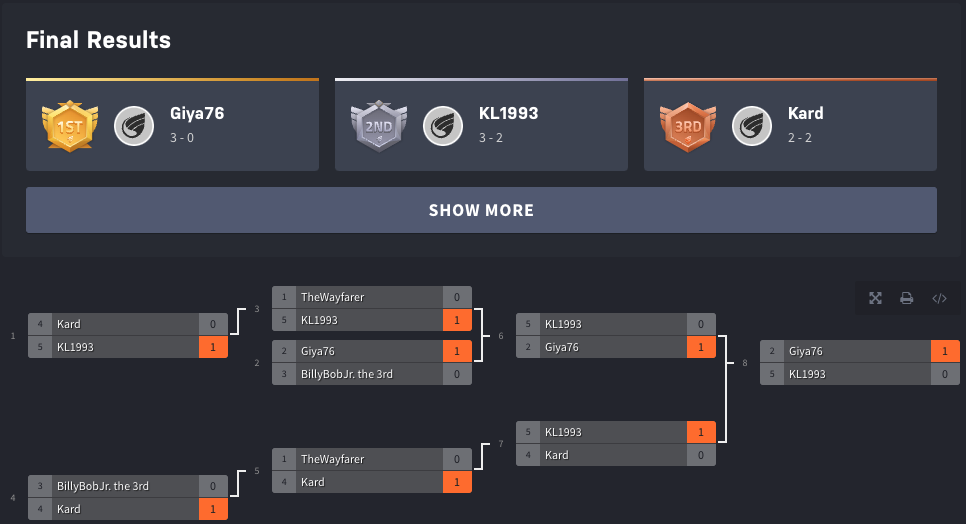 Final Results
1ST
Giya76
3 - 0
2ND
KL1993
3 - 2
3RD
Kard
2 - 2
SHOW MORE
1
4 Kard 0
5 KL1993 1
3
1 TheWayfarer 0
5 KL1993 1
2
2 Giya76 1
3 BillyBobJr. the 3rd 0
6
5 KL1993 0
2 Giya76 1
8
2 Giya76 1
5 KL1993 0
4
3 BillyBobJr. the 3rd 0
4 Kard 1
5
1 TheWayfarer 0
4 Kard 1
7
5 KL1993 1
4 Kard 0